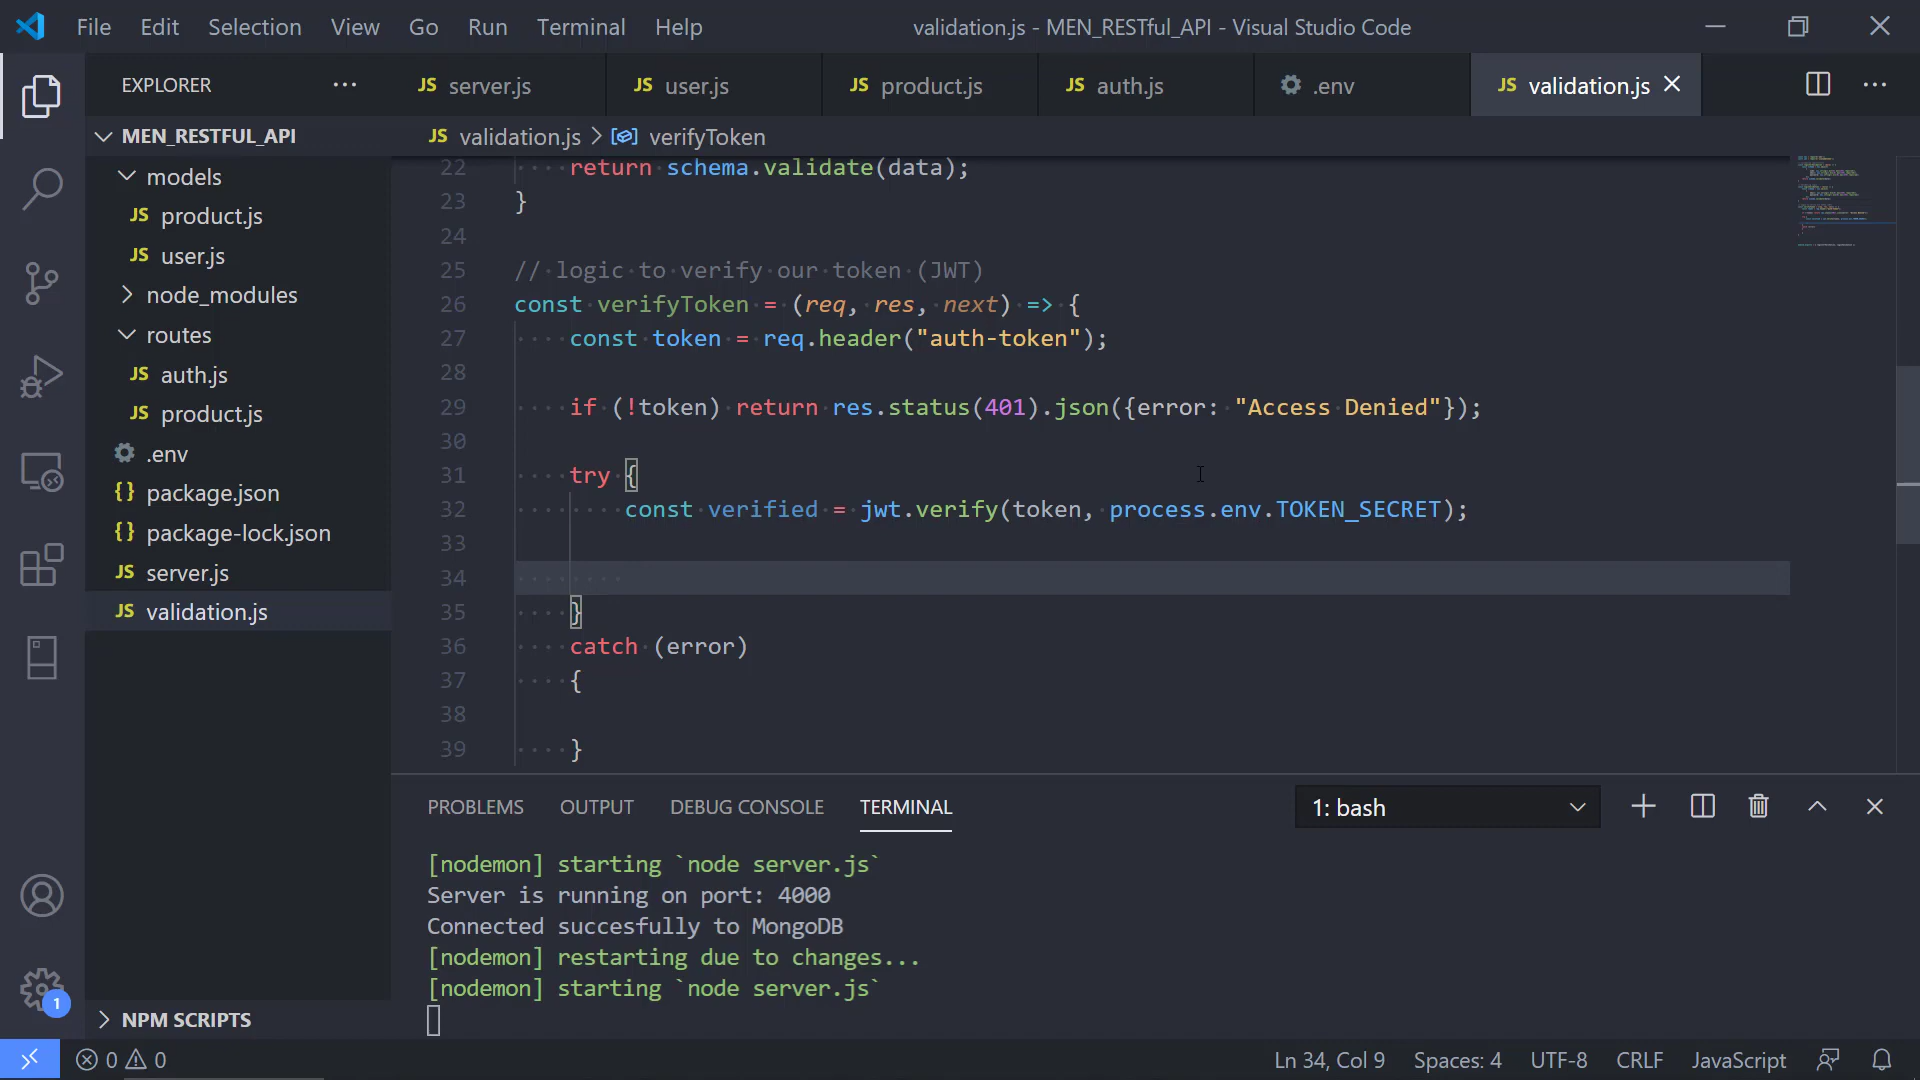 File Edit Selection View Go Run Terminal Help validation.js - MEN_RESTful_API - Visual Studio Code
EXPLORER
JS server.js
JS user.js
JS product.js
JS auth.js
.env
JS validation.js
MEN_RESTFUL_API
models
JS product.js
JS user.js
node_modules
routes
JS auth.js
JS product.js
.env
{} package.json
{} package-lock.json
JS server.js
JS validation.js
NPM SCRIPTS
1
JS validation.js > verifyToken
22 return schema.validate(data);
23 }
24
25 // logic to verify our token (JWT)
26 const verifyToken = (req, res, next) => {
27 const token = req.header("auth-token");
28
29 if (!token) return res.status(401).json({error: "Access Denied"});
30
31 try {
32 const verified = jwt.verify(token, process.env.TOKEN_SECRET);
33
34
35 }
36 catch (error)
37 {
38
39 }
PROBLEMS OUTPUT DEBUG CONSOLE TERMINAL 1: bash
[nodemon] starting `node server.js`
Server is running on port: 4000
Connected succesfully to MongoDB
[nodemon] restarting due to changes...
[nodemon] starting `node server.js`
0 0 Ln 34, Col 9 Spaces: 4 UTF-8 CRLF JavaScript